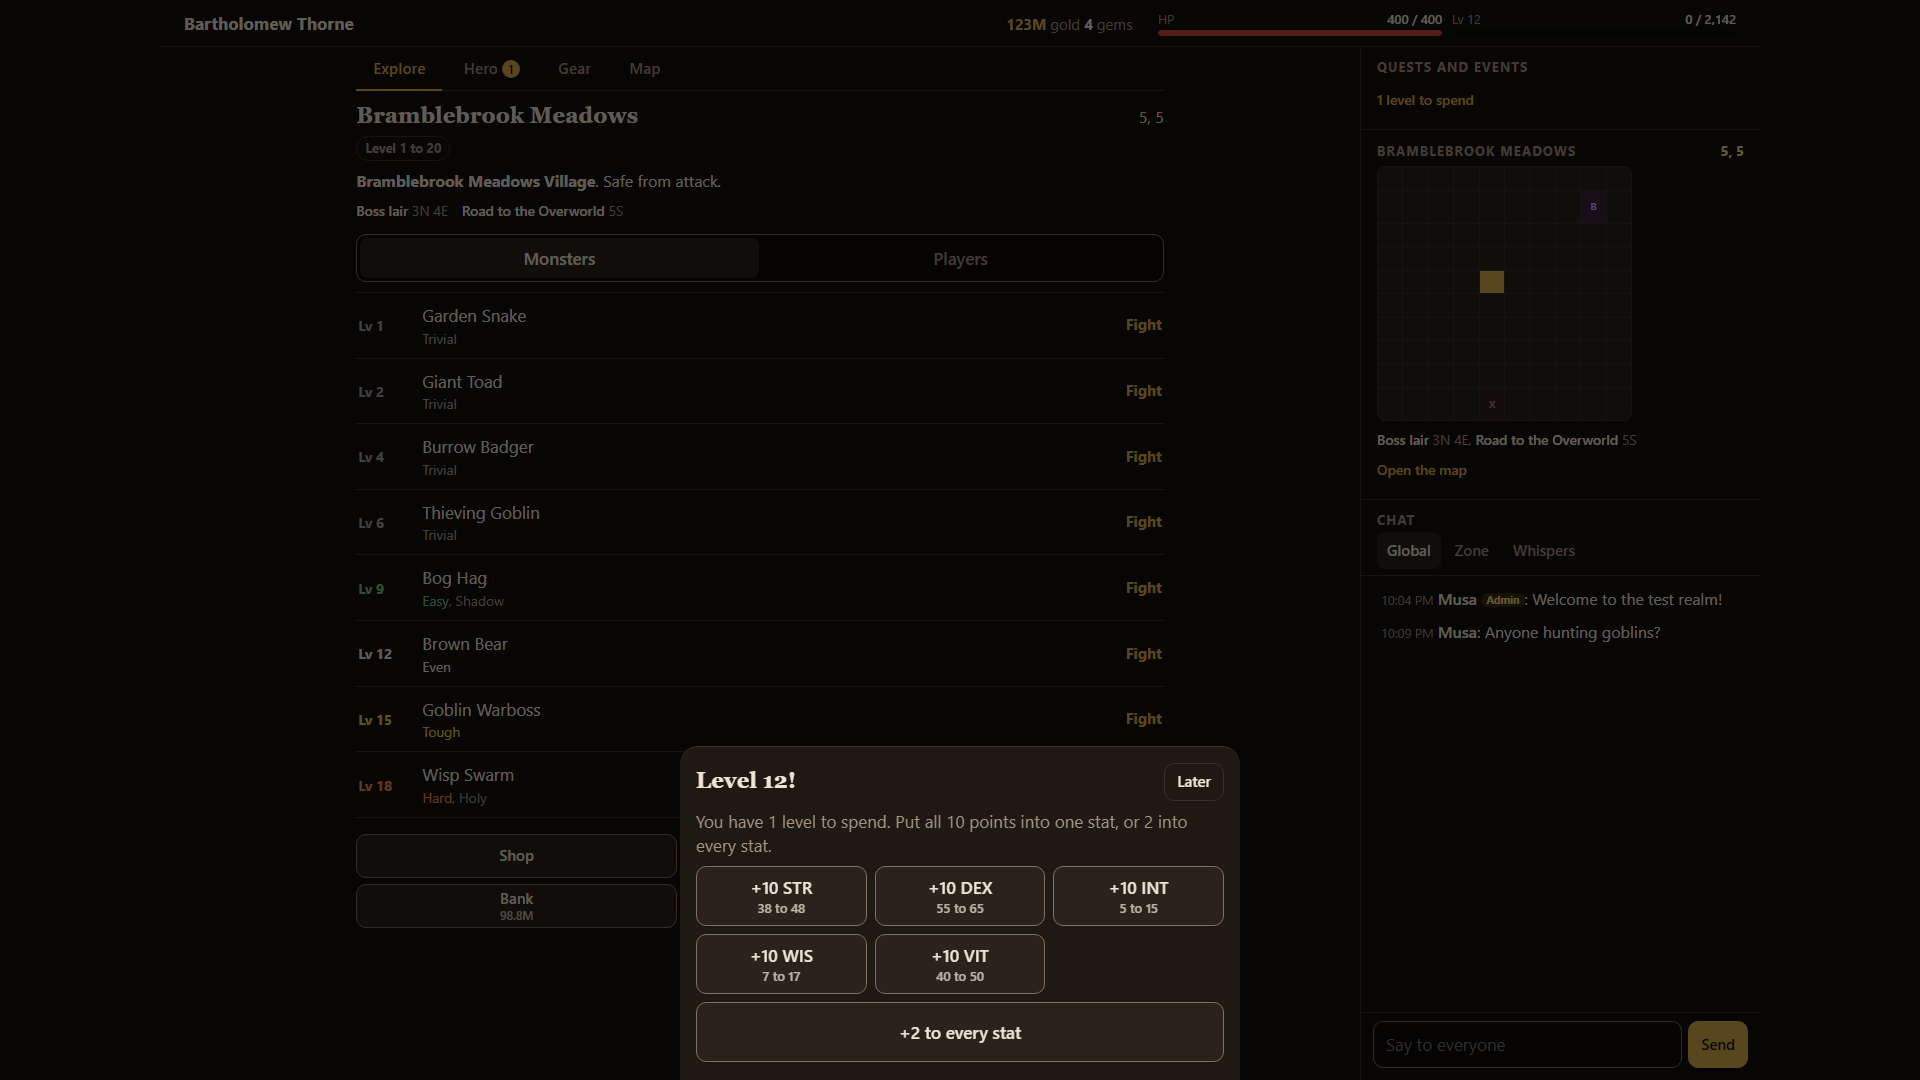 Bartholomew Thorne
123M gold 4 gems
HP 400 / 400
Lv 12 0 / 2,142
Explore Hero 1 Gear Map
Bramblebrook Meadows 5, 5
Level 1 to 20
Bramblebrook Meadows Village. Safe from attack.
Boss lair 3N 4E Road to the Overworld 5S
Monsters Players
Lv 1 Garden Snake Fight
Trivial
Lv 2 Giant Toad Fight
Trivial
Lv 4 Burrow Badger Fight
Trivial
Lv 6 Thieving Goblin Fight
Trivial
Lv 9 Bog Hag Fight
Easy, Shadow
Lv 12 Brown Bear Fight
Even
Lv 15 Goblin Warboss Fight
Tough
Lv 18 Wisp Swarm
Hard, Holy
Shop
Bank
98.8M
Level 12! Later
You have 1 level to spend. Put all 10 points into one stat, or 2 into
every stat.
+10 STR +10 DEX +10 INT
38 to 48 55 to 65 5 to 15
+10 WIS +10 VIT
7 to 17 40 to 50
+2 to every stat
QUESTS AND EVENTS
1 level to spend
BRAMBLEBROOK MEADOWS 5, 5
B
X
Boss lair 3N 4E, Road to the Overworld 5S
Open the map
CHAT
Global Zone Whispers
10:04 PM Musa Admin: Welcome to the test realm!
10:09 PM Musa: Anyone hunting goblins?
Say to everyone Send